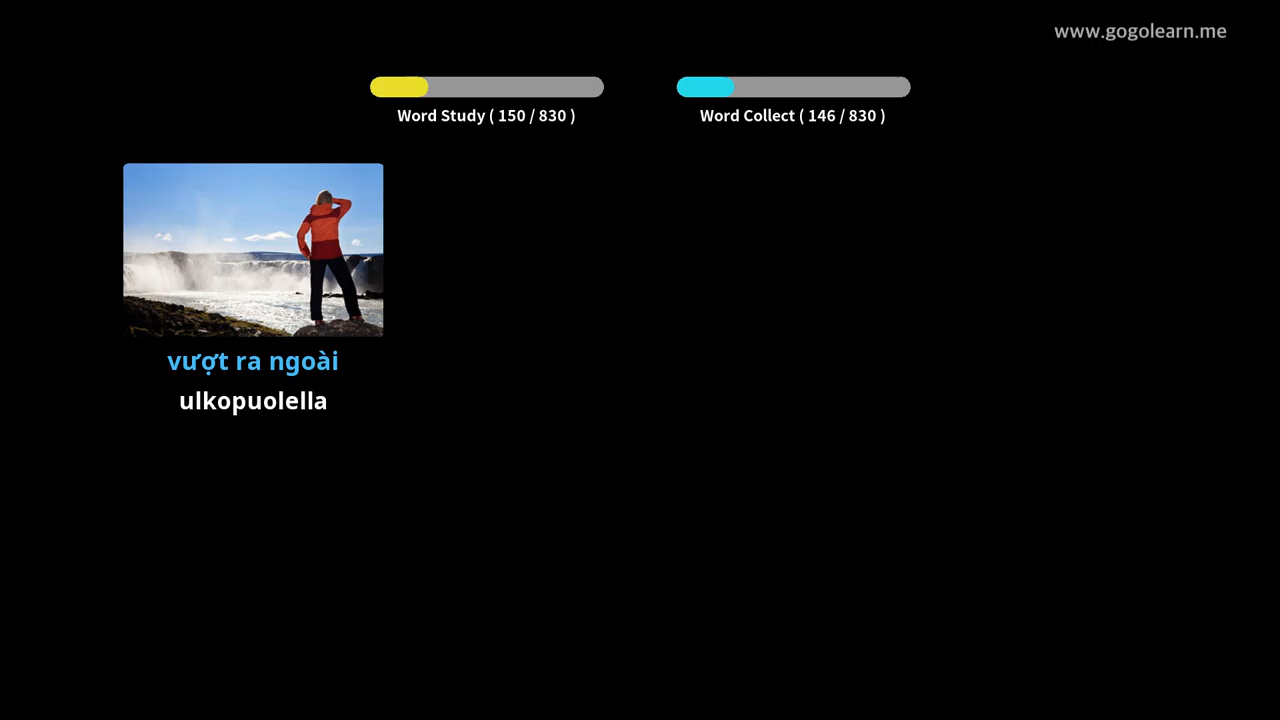 www.gogolearn.me
Word Study ( 150 / 830 )
Word Collect ( 146 / 830 )
vượt ra ngoài
ulkopuolella